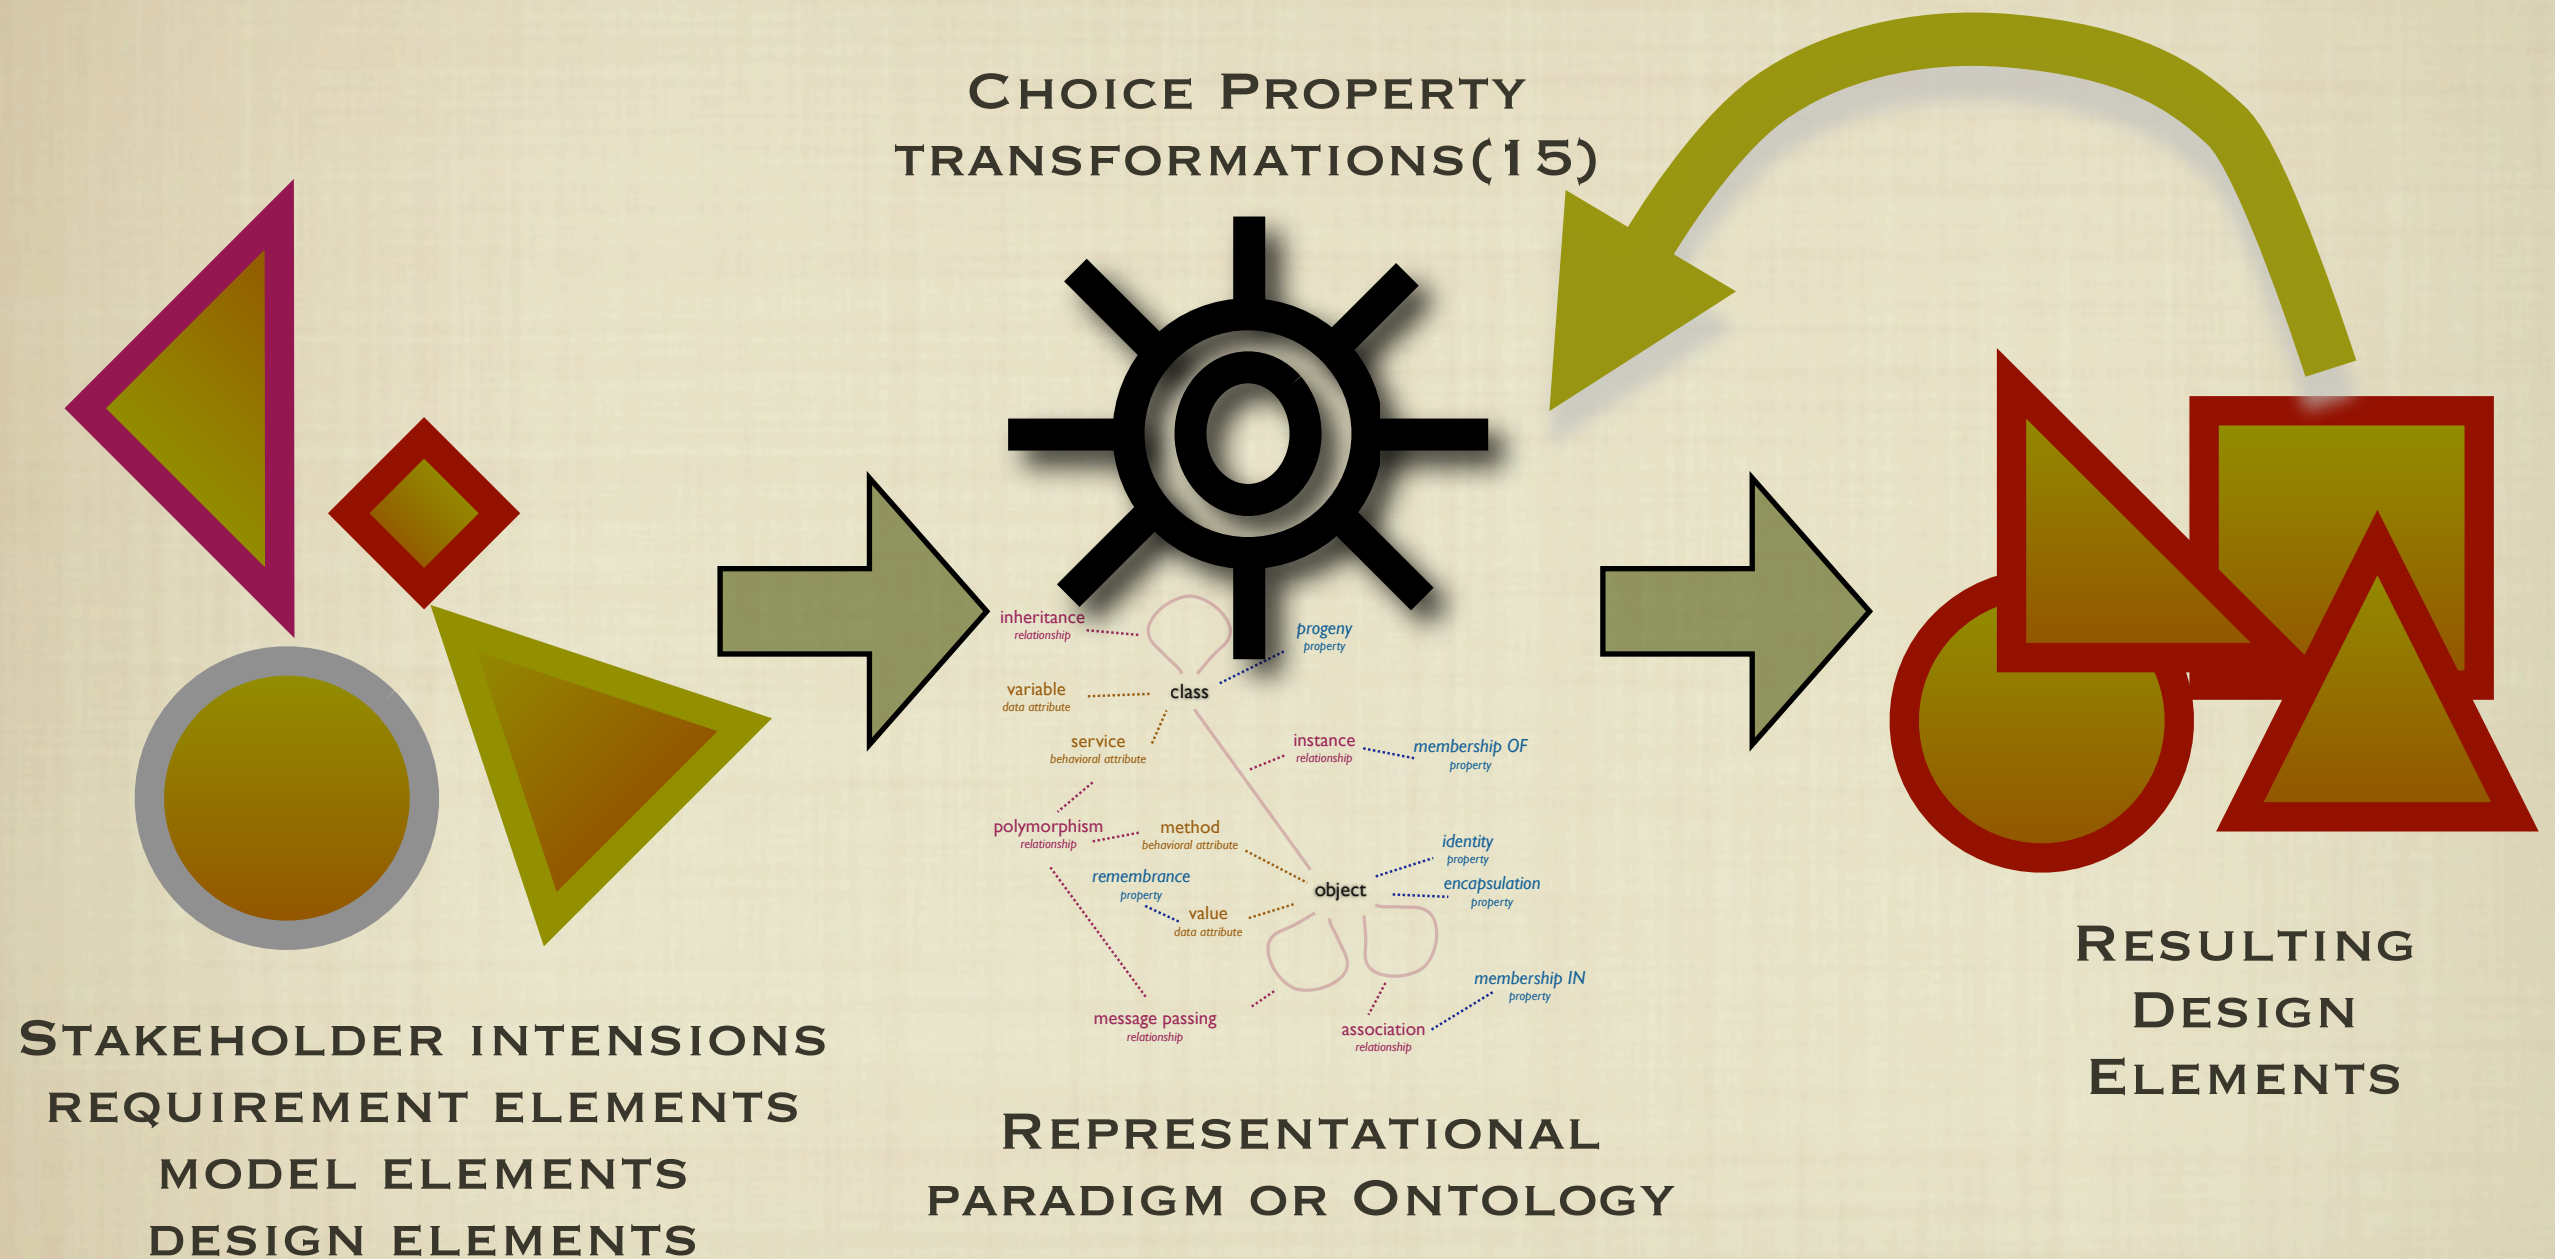 Choice Property
transformations(15)
inheritance
relationship
progeny
property
variable
data attribute
class
service
behavioral attribute
instance
relationship
membership OF
property
polymorphism
relationship
method
behavioral attribute
identity
property
remembrance
property
object
encapsulation
property
value
data attribute
membership IN
property
message passing
relationship
association
relationship
Stakeholder intensions
requirement elements
model elements
design elements
Representational
paradigm or Ontology
Resulting
Design
Elements